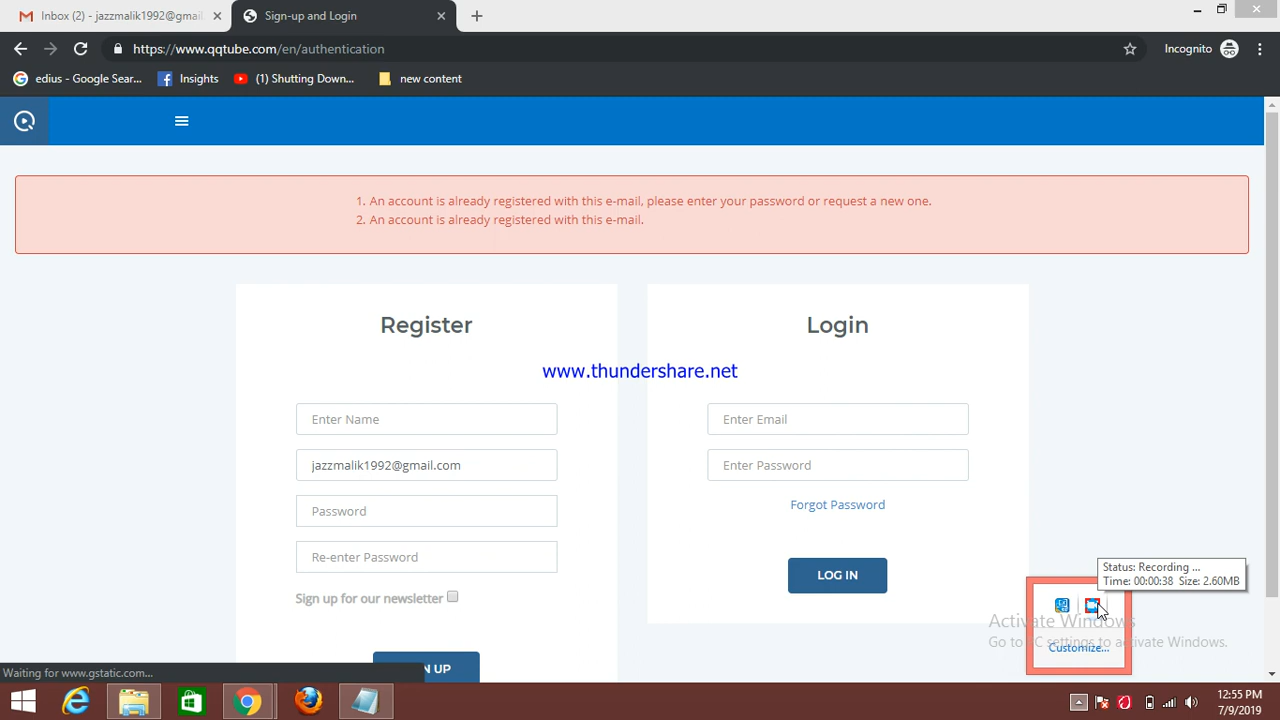 Inbox (2) - jazzmalik1992@gmai
Sign-up and Login
https://www.qqtube.com/en/authentication
Incognito
edius - Google Sear...
Insights
(1) Shutting Down...
new content
1. An account is already registered with this e-mail, please enter your password or request a new one.
2. An account is already registered with this e-mail.
Register
Login
www.thundershare.net
Enter Name
Enter Email
jazzmalik1992@gmail.com
Enter Password
Password
Forgot Password
Re-enter Password
LOG IN
Status: Recording ...
Time: 00:00:38 Size: 2.60MB
Sign up for our newsletter
Activate Windows
Go to PC settings to activate Windows.
Customize...
UP
Waiting for www.gstatic.com...
12:55 PM
7/9/2019